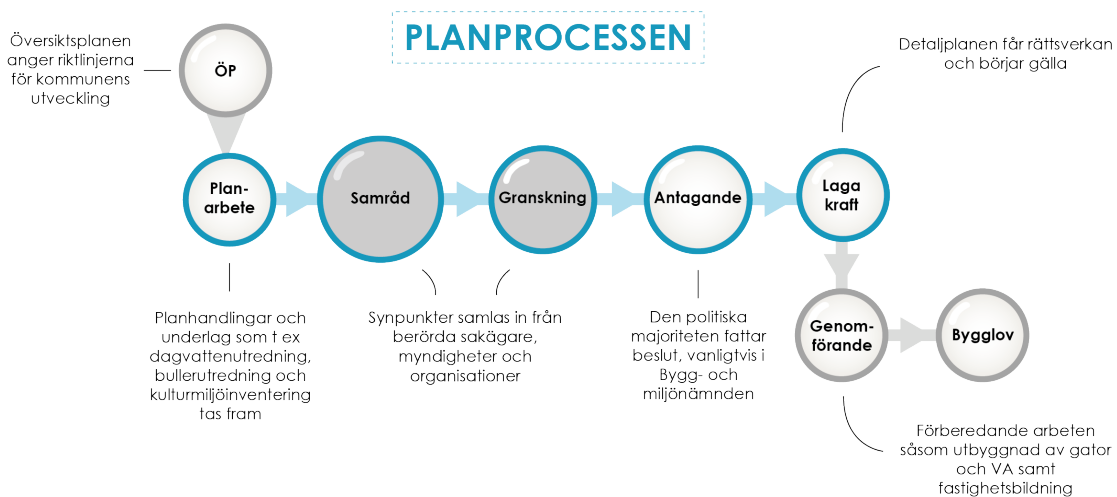 PLANPROCESSEN
Översiktsplanen
anger riktlinjerna
för kommunens
utveckling
ÖP
Detaljplanen får rättsverkan
och börjar gälla
Plan-
arbete
Samråd
Granskning
Antagande
Laga
kraft
Planhandlingar och
underlag som t ex
dagvattenutredning,
bullerutredning och
kulturmiljöinventering
tas fram
Synpunkter samlas in från
berörda sakägare,
myndigheter och
organisationer
Den politiska
majoriteten fattar
beslut, vanligtvis i
Bygg- och
miljönämnden
Genom-
förande
Bygglov
Förberedande arbeten
såsom utbyggnad av gator
och VA samt
fastighetsbildning